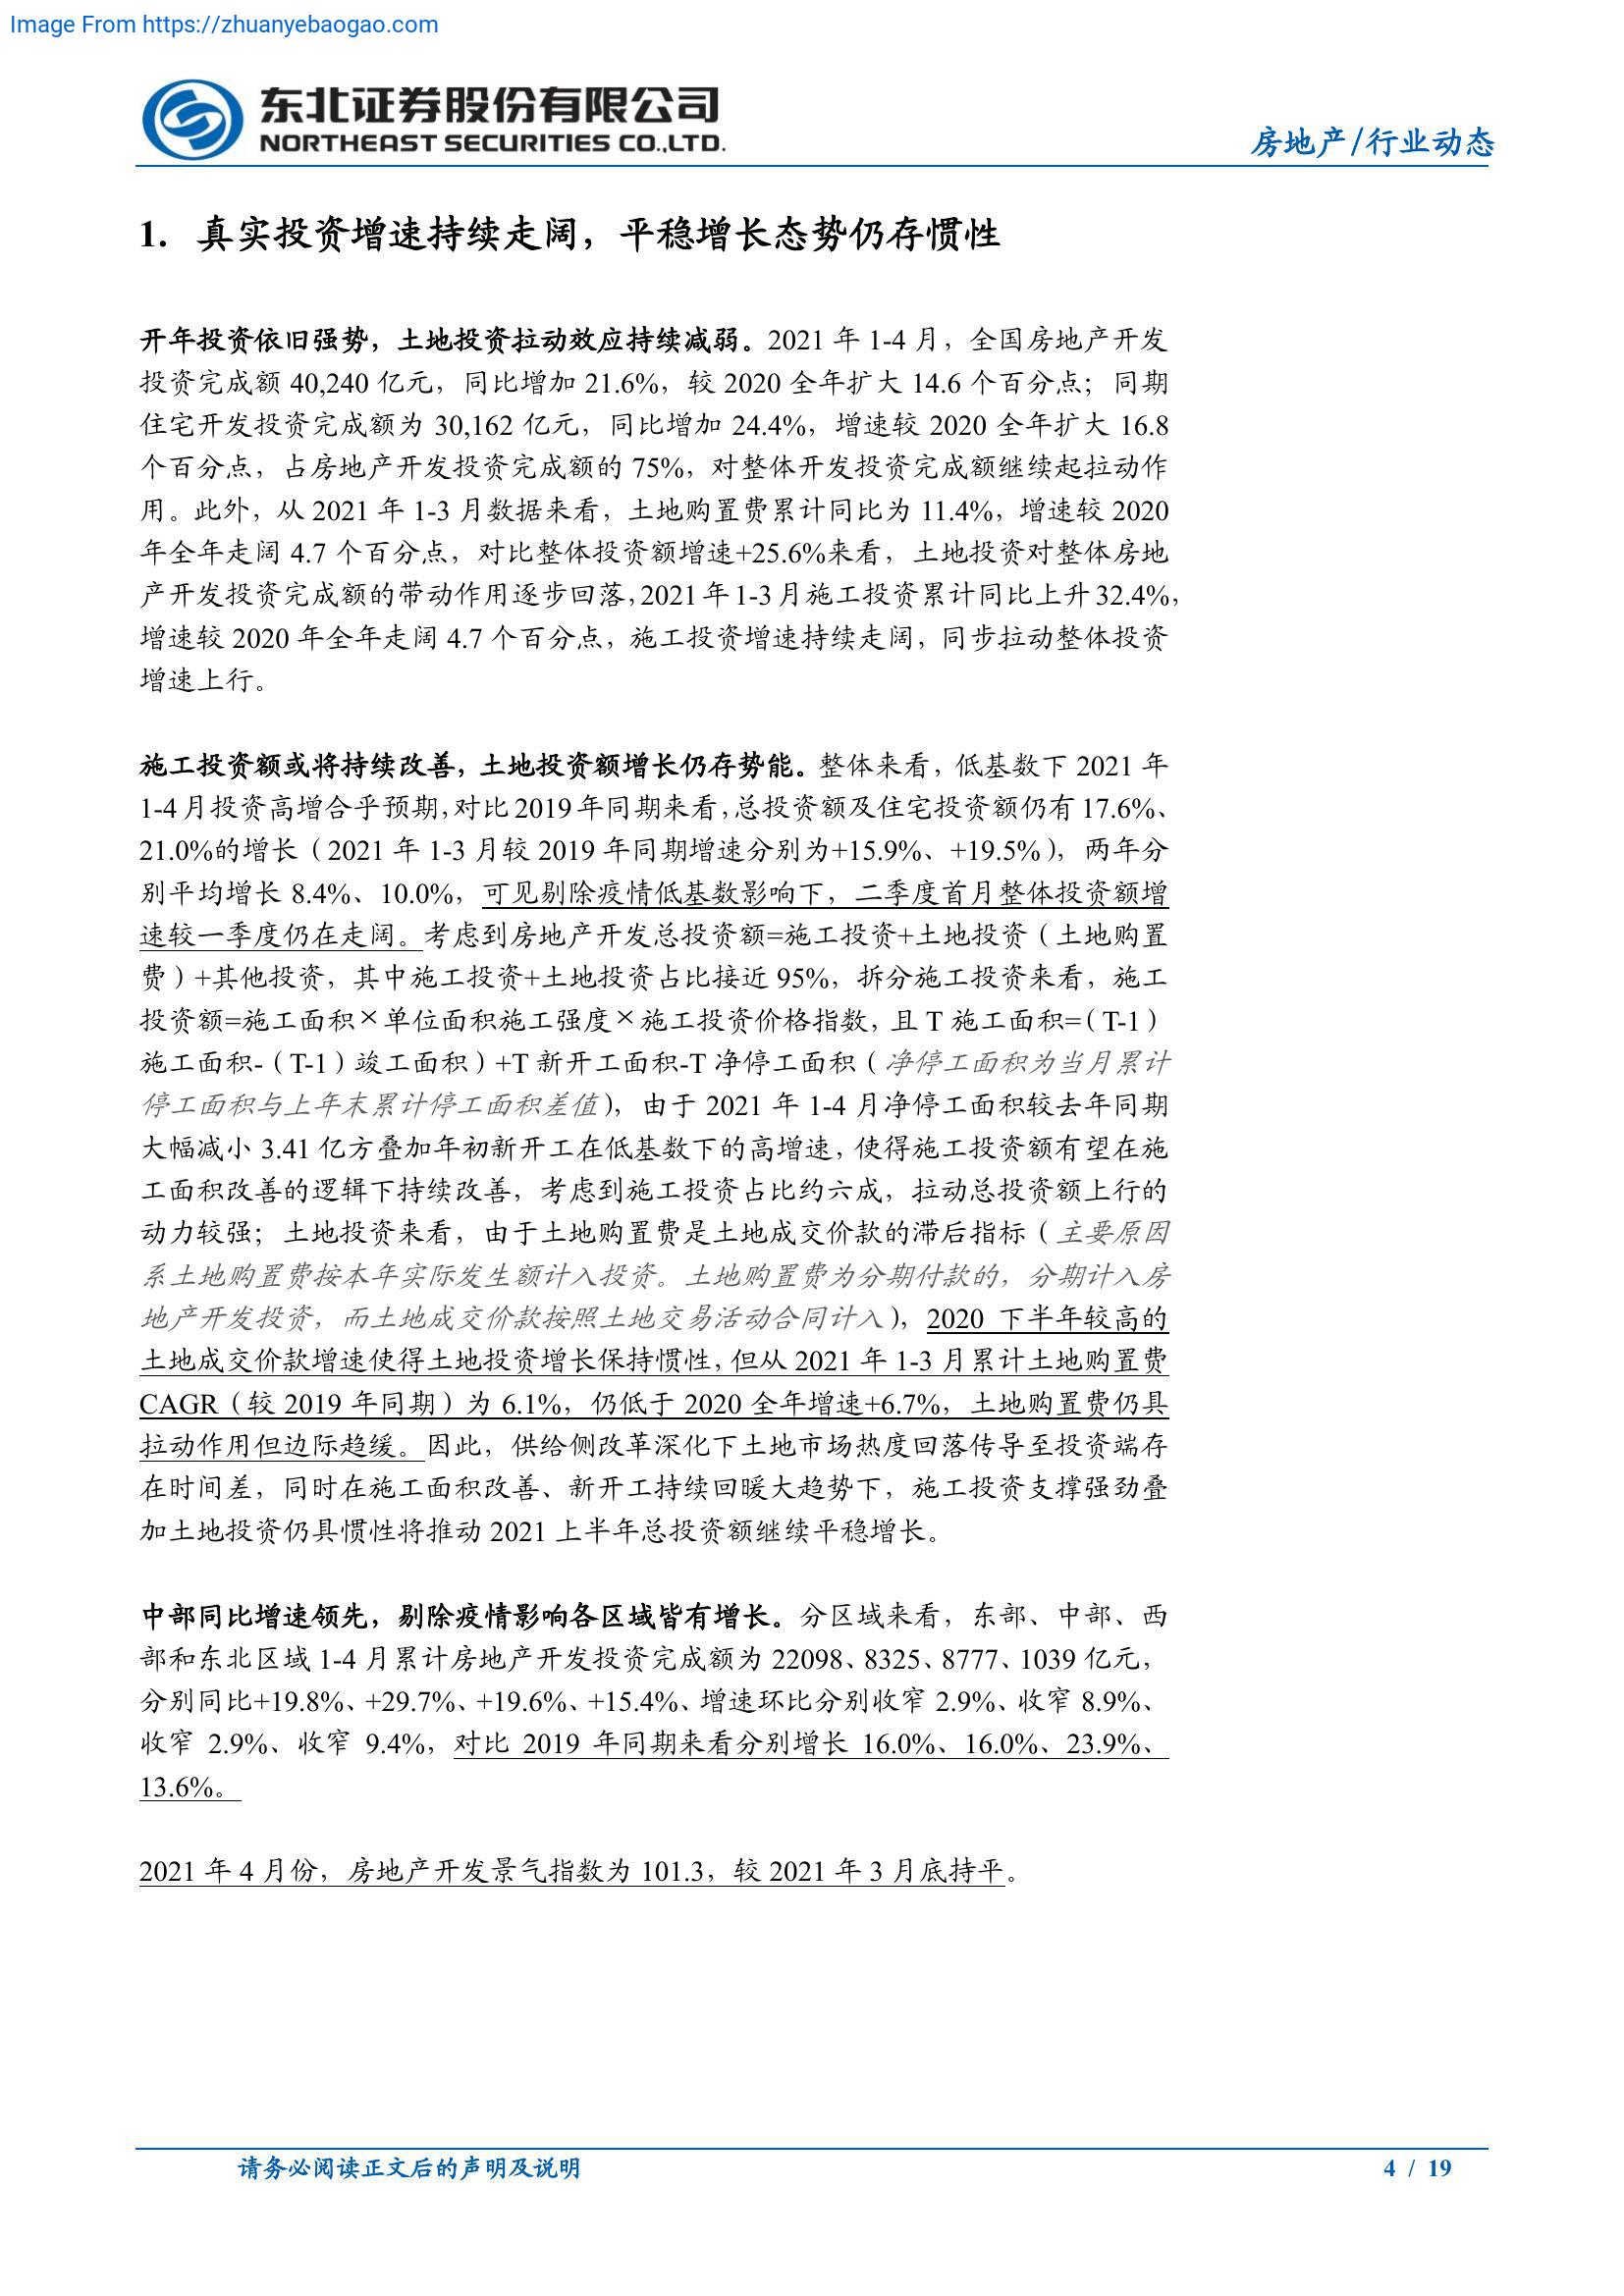 Image From https://zhuanyebaogao.com
东北证券股份有限公司
NORTHEAST SECURITIES CO.,LTD.
房地产/行业动态
1. 真实投资增速持续走阔，平稳增长态势仍存惯性
开年投资依旧强势，土地投资拉动效应持续减弱。2021 年 1-4 月，全国房地产开发
投资完成额 40,240 亿元，同比增加 21.6%，较 2020 全年扩大 14.6 个百分点；同期
住宅开发投资完成额为 30,162 亿元，同比增加 24.4%，增速较 2020 全年扩大 16.8
个百分点，占房地产开发投资完成额的 75%，对整体开发投资完成额继续起拉动作
用。此外，从 2021 年 1-3 月数据来看，土地购置费累计同比为 11.4%，增速较 2020
年全年走阔 4.7 个百分点，对比整体投资额增速+25.6%来看，土地投资对整体房地
产开发投资完成额的带动作用逐步回落，2021 年 1-3 月施工投资累计同比上升 32.4%，
增速较 2020 年全年走阔 4.7 个百分点，施工投资增速持续走阔，同步拉动整体投资
增速上行。
施工投资额或将持续改善，土地投资额增长仍存势能。整体来看，低基数下 2021 年
1-4 月投资高增合乎预期，对比 2019 年同期来看，总投资额及住宅投资额仍有 17.6%、
21.0%的增长（2021 年 1-3 月较 2019 年同期增速分别为+15.9%、+19.5%），两年分
别平均增长 8.4%、10.0%，可见剔除疫情低基数影响下，二季度首月整体投资额增
速较一季度仍在走阔。考虑到房地产开发总投资额=施工投资+土地投资（土地购置
费）+其他投资，其中施工投资+土地投资占比接近 95%，拆分施工投资来看，施工
投资额=施工面积×单位面积施工强度×施工投资价格指数，且 T 施工面积=（T-1）
施工面积-（T-1）竣工面积）+T 新开工面积-T 净停工面积（净停工面积为当月累计
停工面积与上年末累计停工面积差值），由于 2021 年 1-4 月净停工面积较去年同期
大幅减小 3.41 亿方叠加年初新开工在低基数下的高增速，使得施工投资额有望在施
工面积改善的逻辑下持续改善，考虑到施工投资占比约六成，拉动总投资额上行的
动力较强；土地投资来看，由于土地购置费是土地成交价款的滞后指标（主要原因
系土地购置费按本年实际发生额计入投资。土地购置费为分期付款的，分期计入房
地产开发投资，而土地成交价款按照土地交易活动合同计入），2020 下半年较高的
土地成交价款增速使得土地投资增长保持惯性，但从 2021 年 1-3 月累计土地购置费
CAGR（较 2019 年同期）为 6.1%，仍低于 2020 全年增速+6.7%，土地购置费仍具
拉动作用但边际趋缓。因此，供给侧改革深化下土地市场热度回落传导至投资端存
在时间差，同时在施工面积改善、新开工持续回暖大趋势下，施工投资支撑强劲叠
加土地投资仍具惯性将推动 2021 上半年总投资额继续平稳增长。
中部同比增速领先，剔除疫情影响各区域皆有增长。分区域来看，东部、中部、西
部和东北区域 1-4 月累计房地产开发投资完成额为 22098、8325、8777、1039 亿元，
分别同比+19.8%、+29.7%、+19.6%、+15.4%、增速环比分别收窄 2.9%、收窄 8.9%、
收窄 2.9%、收窄 9.4%，对比 2019 年同期来看分别增长 16.0%、16.0%、23.9%、
13.6%。
2021 年 4 月份，房地产开发景气指数为 101.3，较 2021 年 3 月底持平。
请务必阅读正文后的声明及说明
4 / 19